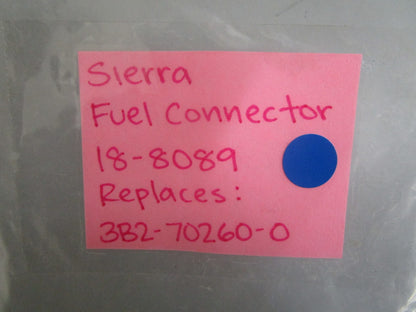 Sierra
Fuel Connector
18-8089
Replaces:
3B2-70260-0